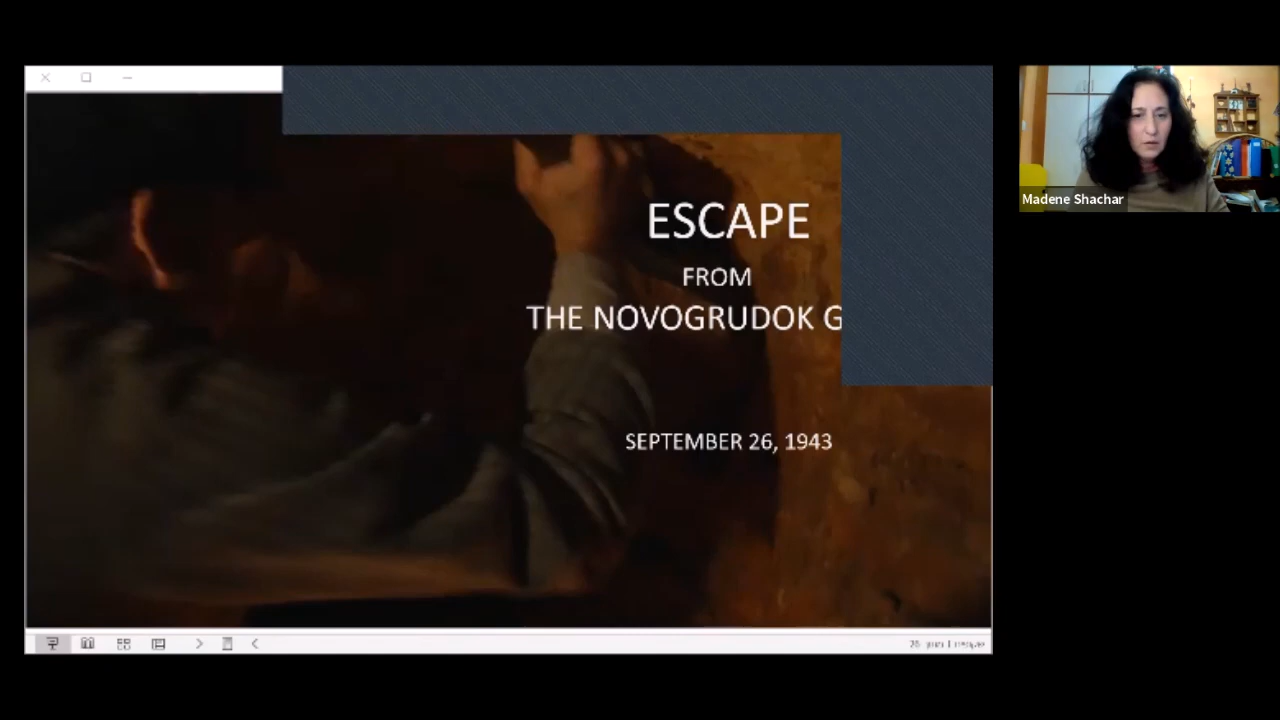 ESCAPE
FROM
THE NOVOGRUDOK G
SEPTEMBER 26, 1943
Madene Shachar